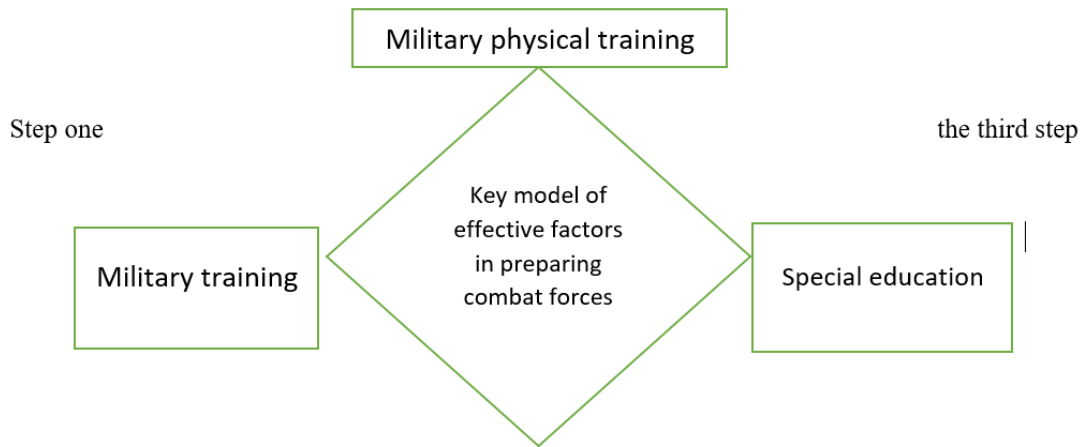 Military physical training
Step one
the third step
Key model of
effective factors
in preparing
combat forces
Military training
Special education